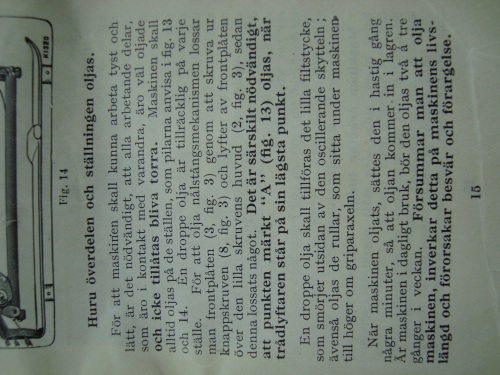 K1328
Fig. 14
Huru överdelen och ställningen oljas.
För att maskinen skall kunna arbeta tyst och
lätt, är det nödvändigt, att alla arbetande delar,
som äro i kontakt med varandra, äro väl oljade
och icke tillåtas bliva torra. Maskinen skall
alltid oljas på de ställen, som pilarna anvisa i fig. 13
och 14. En droppe olja är tillräcklig på varje
ställe. För att olja nålstångsmekanismen lossar
man frontplåten (3, fig. 3) genom att skruva ur
knappskruven (8, fig. 3) och lyfter av frontplåten
över den lilla skruvens huvud (2, fig. 3), sedan
denna lossats något. Det är särskilt nödvändigt,
att punkten märkt "A" (fig. 13) oljas, när
trådlyftaren står på sin lägsta punkt.
En droppe olja skall tillföras det lilla filtstycke,
som smörjer utsidan av den oscillerande skytteln;
ävenså oljas de rullar, som sitta under maskinen
till höger om griparaxeln.
När maskinen oljats, sättes den i hastig gång
några minuter, så att oljan kommer in i lagren.
Är maskinen i dagligt bruk, bör den oljas två à tre
gånger i veckan. Försummar man att olja
maskinen, inverkar detta på maskinens livs-
längd och förorsakar besvär och förargelse.
15